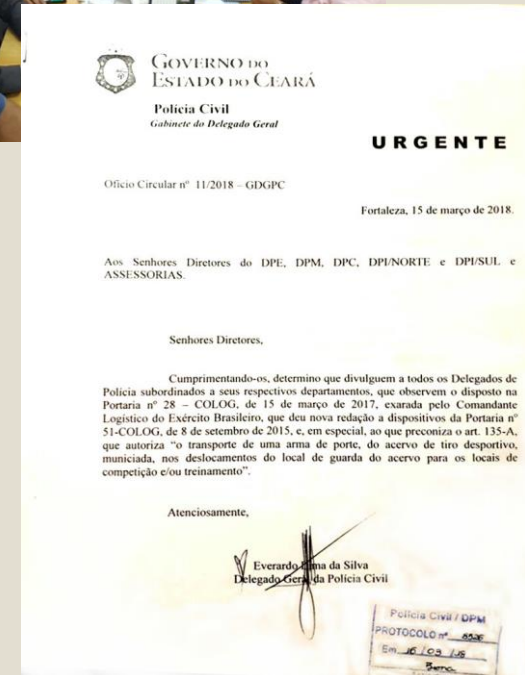 GOVERNO DO
ESTADO DO CEARÁ
Polícia Civil
Gabinete do Delegado Geral
URGENTE
Ofício Circular nº 11/2018 – GDGPC
Fortaleza, 15 de março de 2018.
Aos Senhores Diretores do DPE, DPM, DPC, DPI/NORTE e DPI/SUL e
ASSESSORIAS.
Senhores Diretores,
Cumprimentando-os, determino que divulguem a todos os Delegados de
Polícia subordinados a seus respectivos departamentos, que observem o disposto na
Portaria nº 28 – COLOG, de 15 de março de 2017, exarada pelo Comandante
Logístico do Exército Brasileiro, que deu nova redação a dispositivos da Portaria nº
51-COLOG, de 8 de setembro de 2015, e, em especial, ao que preconiza o art. 135-A,
que autoriza “o transporte de uma arma de porte, do acervo de tiro desportivo,
municiada, nos deslocamentos do local de guarda do acervo para os locais de
competição e/ou treinamento”.
Atenciosamente,
Everardo da Silva
Delegado Geral da Polícia Civil
Polícia Civil / DPM
PROTOCOLO nº
Em 16 / 03 / 18